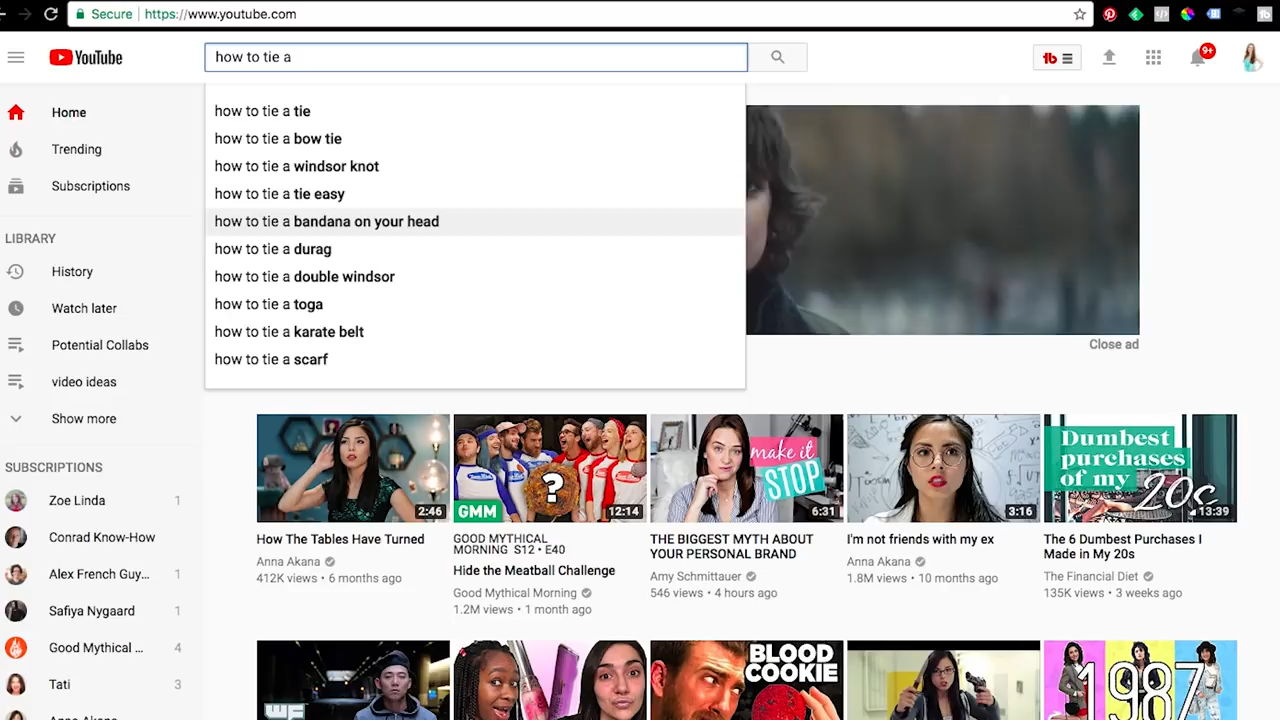 Secure https://www.youtube.com
YouTube
how to tie a
tb
9+
how to tie a tie
how to tie a bow tie
how to tie a windsor knot
how to tie a tie easy
how to tie a bandana on your head
how to tie a durag
how to tie a double windsor
how to tie a toga
how to tie a karate belt
how to tie a scarf
Home
Trending
Subscriptions
LIBRARY
History
Watch later
Potential Collabs
video ideas
Show more
SUBSCRIPTIONS
Zoe Linda 1
Conrad Know-How
Alex French Guy... 1
Safiya Nygaard 1
Good Mythical ... 4
Tati 3
Close ad
2:46
How The Tables Have Turned
Anna Akana
412K views • 6 months ago
?
GMM
12:14
GOOD MYTHICAL
MORNING S12 • E40
Hide the Meatball Challenge
Good Mythical Morning
1.2M views • 1 month ago
make it
STOP
6:31
THE BIGGEST MYTH ABOUT
YOUR PERSONAL BRAND
Amy Schmittauer
546 views • 4 hours ago
3:16
I'm not friends with my ex
Anna Akana
1.8M views • 10 months ago
Dumbest
purchases
of my 20s
13:39
The 6 Dumbest Purchases I
Made in My 20s
The Financial Diet
135K views • 3 weeks ago
BLOOD
COOKIE
1987